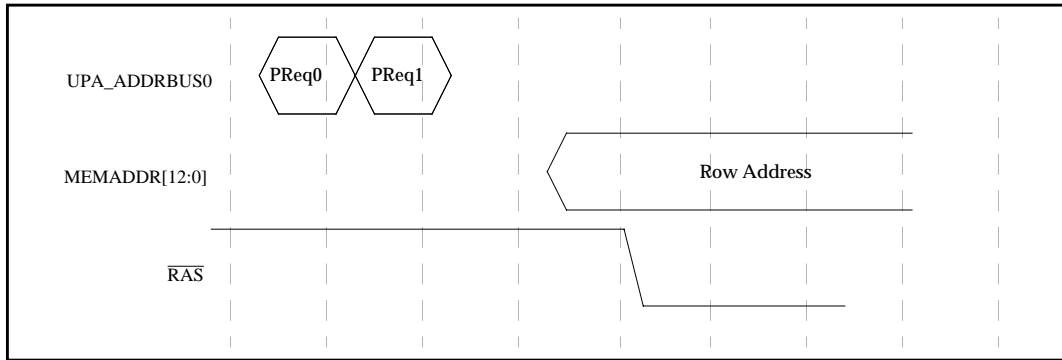 UPA_ADDRBUS0
PReq0
PReq1
MEMADDR[12:0]
Row Address
RAS